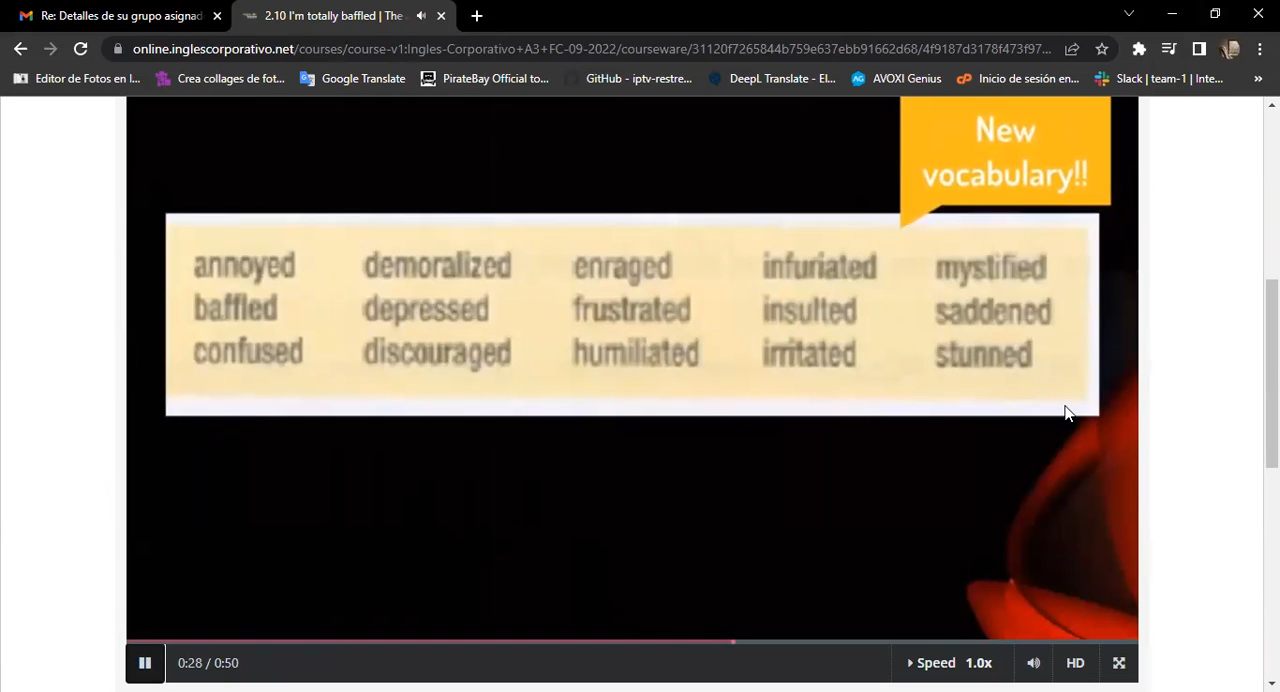 Re: Detalles de su grupo asignad
2.10 I'm totally baffled | The
online.inglescorporativo.net/courses/course-v1:Ingles-Corporativo+A3+FC-09-2022/courseware/31120f7265844b759e637ebb91662d68/4f9187d3178f473f97...
Editor de Fotos en l... Crea collages de fot... Google Translate PirateBay Official to... GitHub - iptv-restre... DeepL Translate - El... AVOXI Genius Inicio de sesión en... Slack | team-1 | Inte... »
New
vocabulary!!
annoyed demoralized enraged infuriated mystified
baffled depressed frustrated insulted saddened
confused discouraged humiliated irritated stunned
0:28 / 0:50 Speed 1.0x HD